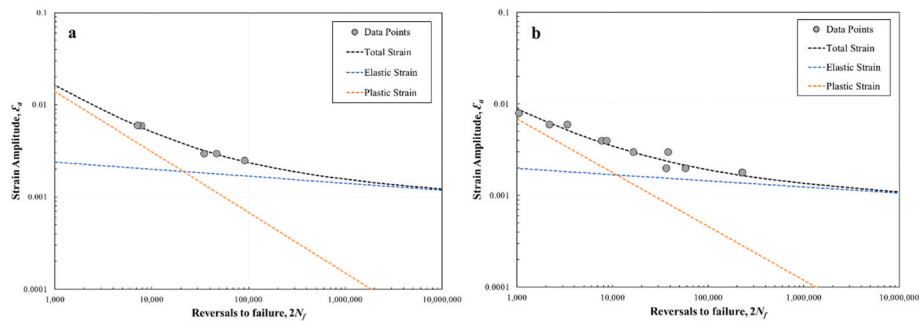 a
Data Points
Total Strain
Elastic Strain
Plastic Strain
0.1
0.01
0.001
0.0001
Strain Amplitude, εa
1,000
10,000
100,000
1,000,000
10,000,000
Reversals to failure, 2Nf
b
Data Points
Total Strain
Elastic Strain
Plastic Strain
0.1
0.01
0.001
0.0001
Strain Amplitude, εa
1,000
10,000
100,000
1,000,000
10,000,000
Reversals to failure, 2Nf